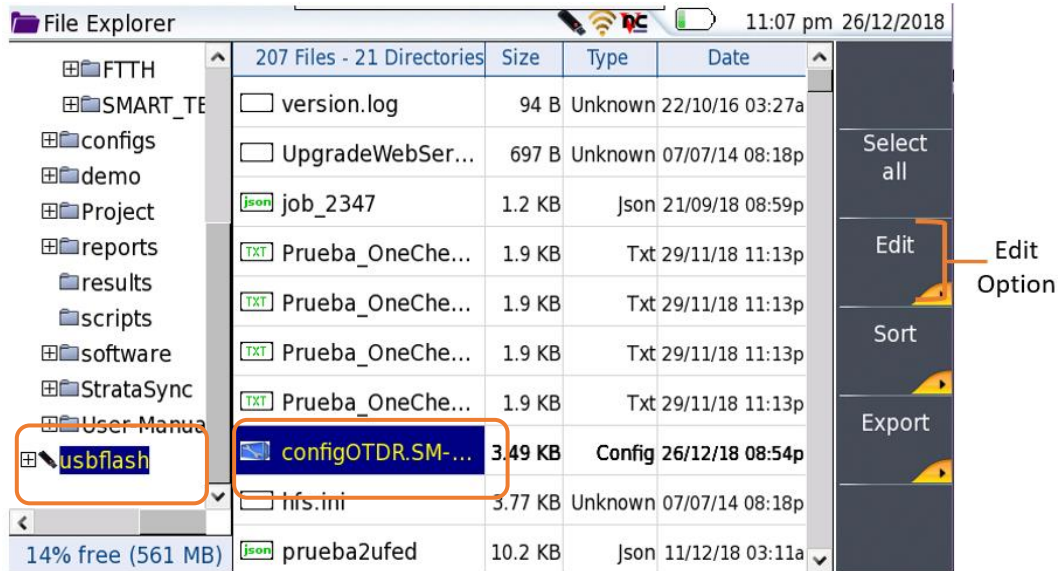 File Explorer
11:07 pm 26/12/2018
FTTH
SMART_TE
configs
demo
Project
reports
results
scripts
software
StrataSync
User Manua
usbflash
14% free (561 MB)
207 Files - 21 Directories Size Type Date
version.log 94 B Unknown 22/10/16 03:27a
UpgradeWebSer... 697 B Unknown 07/07/14 08:18p
json job_2347 1.2 KB Json 21/09/18 08:59p
TXT Prueba_OneChe... 1.9 KB Txt 29/11/18 11:13p
TXT Prueba_OneChe... 1.9 KB Txt 29/11/18 11:13p
TXT Prueba_OneChe... 1.9 KB Txt 29/11/18 11:13p
TXT Prueba_OneChe... 1.9 KB Txt 29/11/18 11:13p
configOTDR.SM-... 3.49 KB Config 26/12/18 08:54p
hfs.ini 3.77 KB Unknown 07/07/14 08:18p
json prueba2ufed 10.2 KB Json 11/12/18 03:11a
Select
all
Edit
Sort
Export
Edit
Option